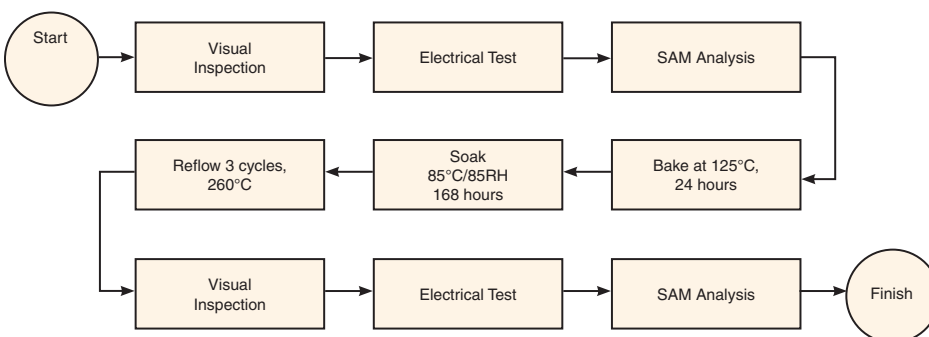 Start
Visual
Inspection
Electrical Test
SAM Analysis
Bake at 125°C,
24 hours
Soak
85°C/85RH
168 hours
Reflow 3 cycles,
260°C
Visual
Inspection
Electrical Test
SAM Analysis
Finish